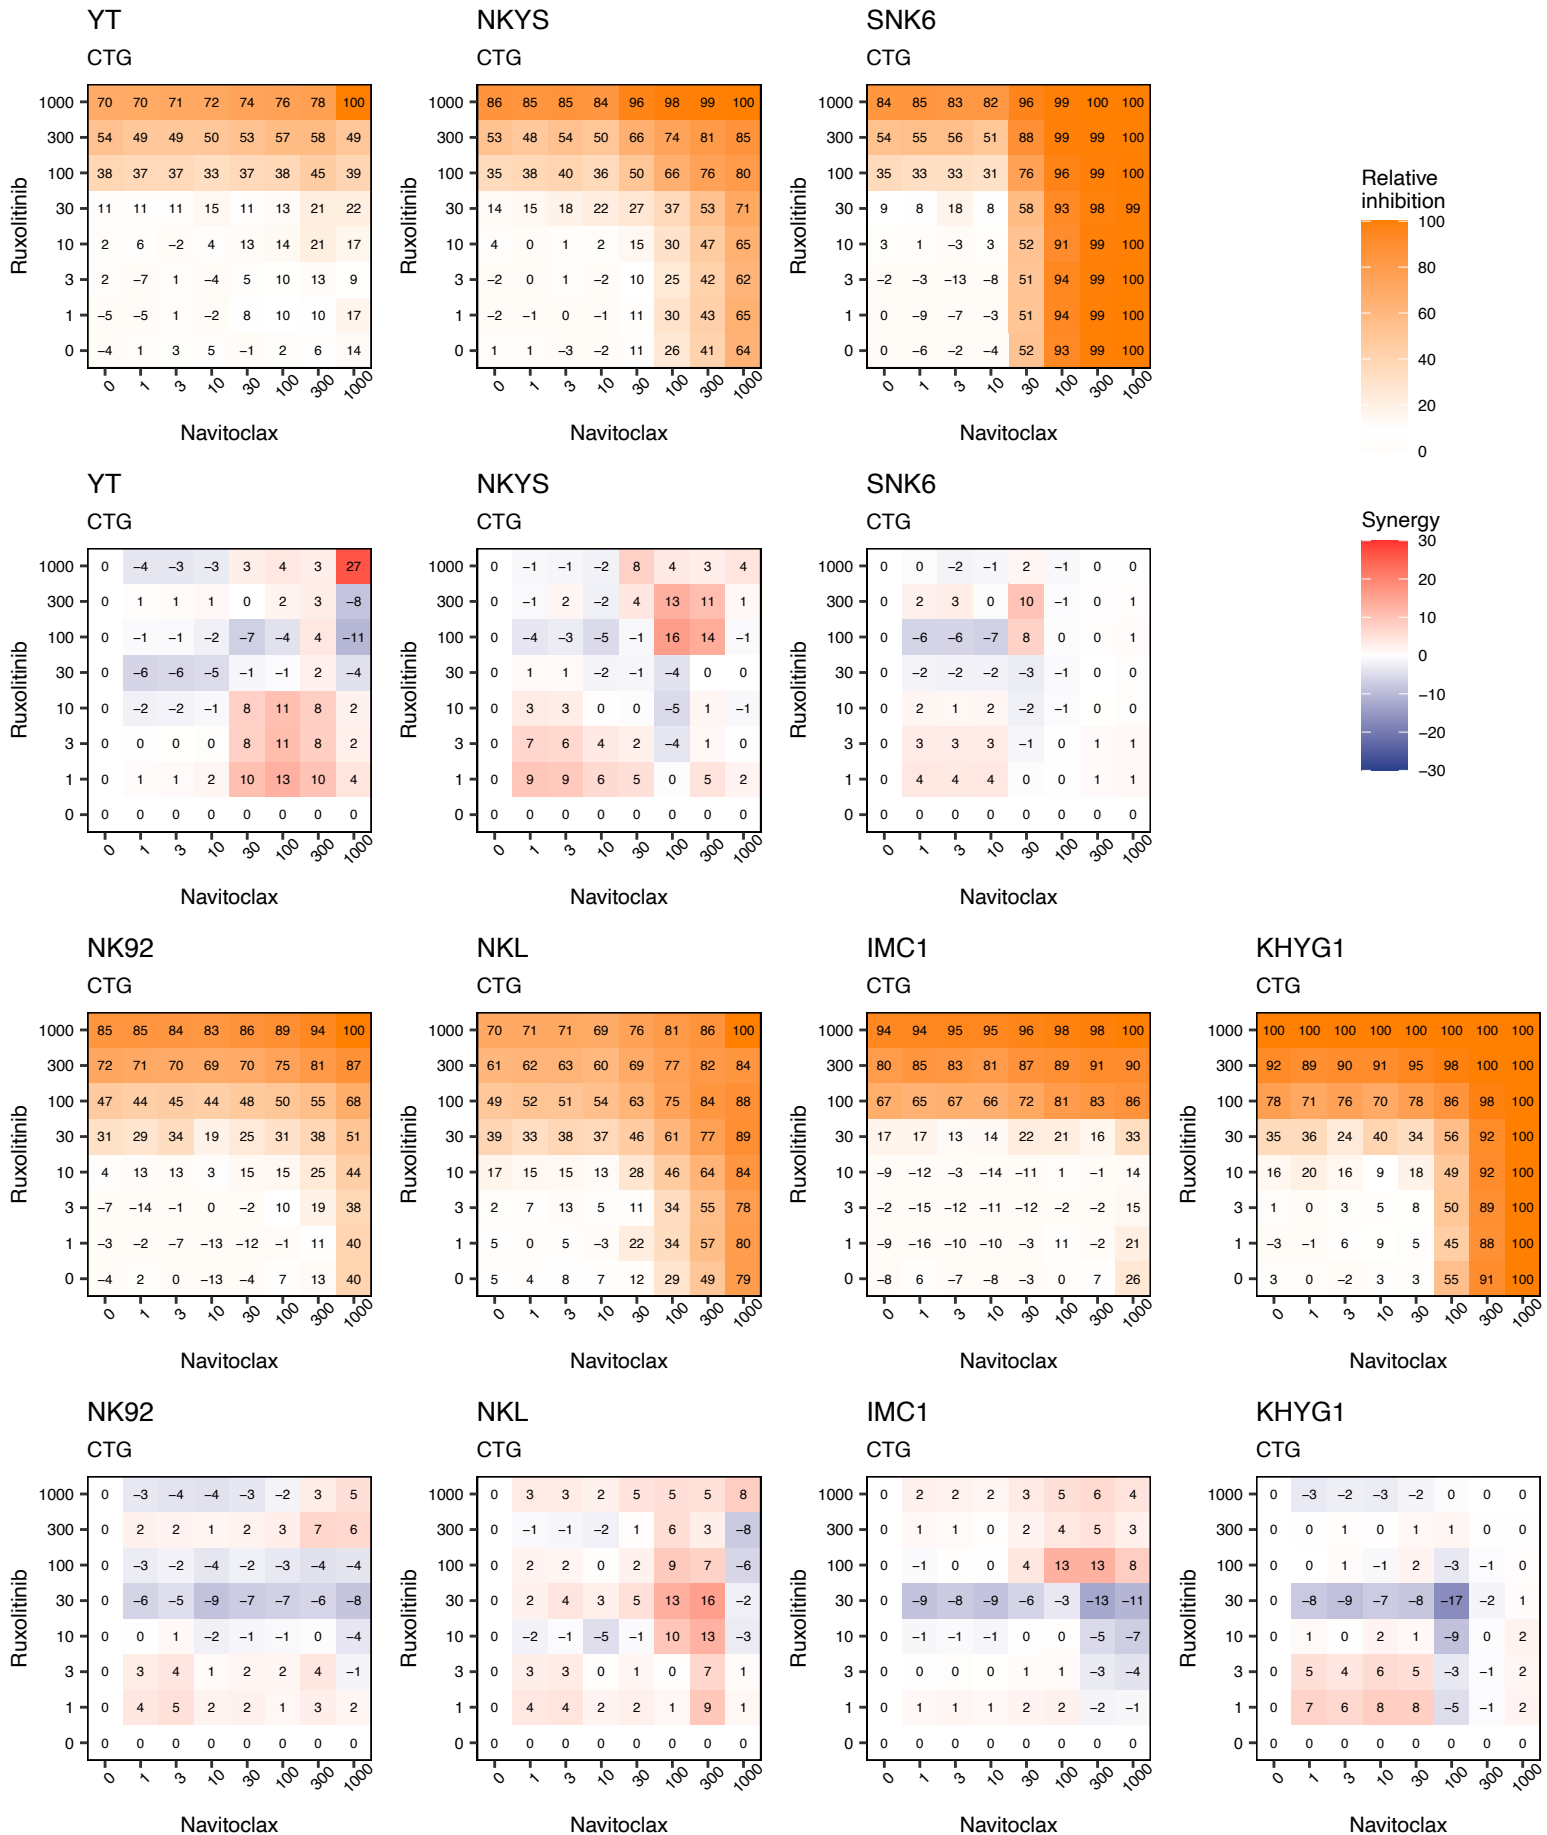 YT NKYS SNK6
CTG CTG CTG
1000 70 70 71 72 74 76 78 100 1000 86 85 85 84 96 98 99 100 1000 84 85 83 82 96 99 100 100
300 54 49 49 50 53 57 58 49 300 53 48 54 50 66 74 81 85 300 54 55 56 51 88 99 99 100
100 38 37 37 33 37 38 45 39 100 35 38 40 36 50 66 76 80 100 35 33 33 31 76 96 99 100
30 11 11 11 15 11 13 21 22 30 14 15 18 22 27 37 53 71 30 9 8 18 8 58 93 98 99
10 2 6 −2 4 13 14 21 17 10 4 0 1 2 15 30 47 65 10 3 1 −3 3 52 91 99 100
3 2 −7 1 −4 5 10 13 9 3 −2 0 1 −2 10 25 42 62 3 −2 −3 −13 −8 51 94 99 100
1 −5 −5 1 −2 8 10 10 17 1 −2 −1 0 −1 11 30 43 65 1 0 −9 −7 −3 51 94 99 100
0 −4 1 3 5 −1 2 6 14 0 1 1 −3 −2 11 26 41 64 0 0 −6 −2 −4 52 93 99 100
0 1 3 10 30 100 300 1000 0 1 3 10 30 100 300 1000 0 1 3 10 30 100 300 1000
Ruxolitinib Ruxolitinib Ruxolitinib
Navitoclax Navitoclax Navitoclax
Relative
inhibition
100
80
60
40
20
0
YT NKYS SNK6
CTG CTG CTG
1000 0 −4 −3 −3 3 4 3 27 1000 0 −1 −1 −2 8 4 3 4 1000 0 0 −2 −1 2 −1 0 0
300 0 1 1 1 0 2 3 −8 300 0 −1 2 −2 4 13 11 1 300 0 2 3 0 10 −1 0 1
100 0 −1 −1 −2 −7 −4 4 −11 100 0 −4 −3 −5 −1 16 14 −1 100 0 −6 −6 −7 8 0 0 1
30 0 −6 −6 −5 −1 −1 2 −4 30 0 1 1 −2 −1 −4 0 0 30 0 −2 −2 −2 −3 −1 0 0
10 0 −2 −2 −1 8 11 8 2 10 0 3 3 0 0 −5 1 −1 10 0 2 1 2 −2 −1 0 0
3 0 0 0 0 8 11 8 2 3 0 7 6 4 2 −4 1 0 3 0 3 3 3 −1 0 1 1
1 0 1 1 2 10 13 10 4 1 0 9 9 6 5 0 5 2 1 0 4 4 4 0 0 1 1
0 0 0 0 0 0 0 0 0 0 0 0 0 0 0 0 0 0 0 0 0 0 0 0 0 0 0 0
0 1 3 10 30 100 300 1000 0 1 3 10 30 100 300 1000 0 1 3 10 30 100 300 1000
Ruxolitinib Ruxolitinib Ruxolitinib
Navitoclax Navitoclax Navitoclax
Synergy
30
20
10
0
−10
−20
−30
NK92 NKL IMC1 KHYG1
CTG CTG CTG CTG
1000 85 85 84 83 86 89 94 100 1000 70 71 71 69 76 81 86 100 1000 94 94 95 95 96 98 98 100 1000 100 100 100 100 100 100 100 100
300 72 71 70 69 70 75 81 87 300 61 62 63 60 69 77 82 84 300 80 85 83 81 87 89 91 90 300 92 89 90 91 95 98 100 100
100 47 44 45 44 48 50 55 68 100 49 52 51 54 63 75 84 88 100 67 65 67 66 72 81 83 86 100 78 71 76 70 78 86 98 100
30 31 29 34 19 25 31 38 51 30 39 33 38 37 46 61 77 89 30 17 17 13 14 22 21 16 33 30 35 36 24 40 34 56 92 100
10 4 13 13 3 15 15 25 44 10 17 15 15 13 28 46 64 84 10 −9 −12 −3 −14 −11 1 −1 14 10 16 20 16 9 18 49 92 100
3 −7 −14 −1 0 −2 10 19 38 3 2 7 13 5 11 34 55 78 3 −2 −15 −12 −11 −12 −2 −2 15 3 1 0 3 5 8 50 89 100
1 −3 −2 −7 −13 −12 −1 11 40 1 5 0 5 −3 22 34 57 80 1 −9 −16 −10 −10 −3 11 −2 21 1 −3 −1 6 9 5 45 88 100
0 −4 2 0 −13 −4 7 13 40 0 5 4 8 7 12 29 49 79 0 −8 6 −7 −8 −3 0 7 26 0 3 0 −2 3 3 55 91 100
0 1 3 10 30 100 300 1000 0 1 3 10 30 100 300 1000 0 1 3 10 30 100 300 1000 0 1 3 10 30 100 300 1000
Ruxolitinib Ruxolitinib Ruxolitinib Ruxolitinib
Navitoclax Navitoclax Navitoclax Navitoclax
NK92 NKL IMC1 KHYG1
CTG CTG CTG CTG
1000 0 −3 −4 −4 −3 −2 3 5 1000 0 3 3 2 5 5 5 8 1000 0 2 2 2 3 5 6 4 1000 0 −3 −2 −3 −2 0 0 0
300 0 2 2 1 2 3 7 6 300 0 −1 −1 −2 1 6 3 −8 300 0 1 1 0 2 4 5 3 300 0 0 1 0 1 1 0 0
100 0 −3 −2 −4 −2 −3 −4 −4 100 0 2 2 0 2 9 7 −6 100 0 −1 0 0 4 13 13 8 100 0 0 1 −1 2 −3 −1 0
30 0 −6 −5 −9 −7 −7 −6 −8 30 0 2 4 3 5 13 16 −2 30 0 −9 −8 −9 −6 −3 −13 −11 30 0 −8 −9 −7 −8 −17 −2 1
10 0 0 1 −2 −1 −1 0 −4 10 0 −2 −1 −5 −1 10 13 −3 10 0 −1 −1 −1 0 0 −5 −7 10 0 1 0 2 1 −9 0 2
3 0 3 4 1 2 2 4 −1 3 0 3 3 0 1 0 7 1 3 0 0 0 0 1 1 −3 −4 3 0 5 4 6 5 −3 −1 2
1 0 4 5 2 2 1 3 2 1 0 4 4 2 2 1 9 1 1 0 1 1 1 2 2 −2 −1 1 0 7 6 8 8 −5 −1 2
0 0 0 0 0 0 0 0 0 0 0 0 0 0 0 0 0 0 0 0 0 0 0 0 0 0 0 0 0 0 0 0 0 0 0 0
0 1 3 10 30 100 300 1000 0 1 3 10 30 100 300 1000 0 1 3 10 30 100 300 1000 0 1 3 10 30 100 300 1000
Ruxolitinib Ruxolitinib Ruxolitinib Ruxolitinib
Navitoclax Navitoclax Navitoclax Navitoclax